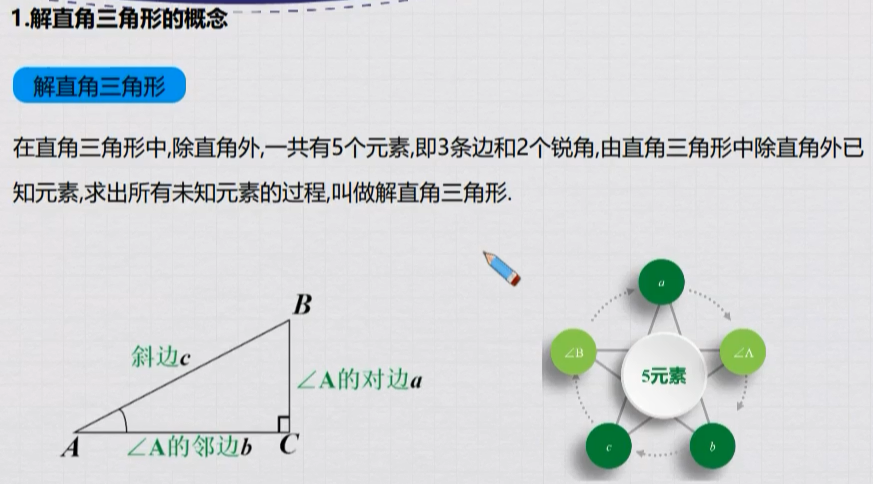 1.解直角三角形的概念
解直角三角形
在直角三角形中,除直角外,一共有5个元素,即3条边和2个锐角,由直角三角形中除直角外已
知元素,求出所有未知元素的过程,叫做解直角三角形.
B
斜边c
∠A的对边a
A
∠A的邻边b
C
a
∠B
∠A
5元素
c
b